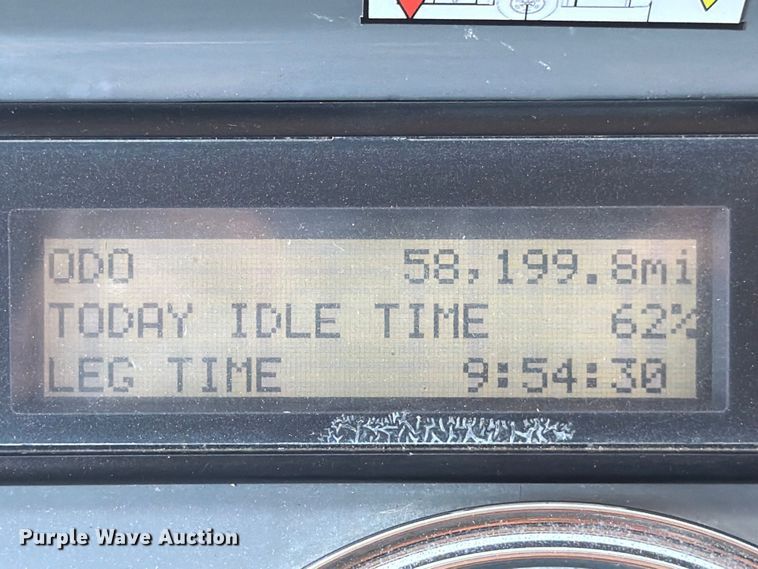 ODO 58,199.8mi
TODAY IDLE TIME 62%
LEG TIME 9:54:30
Purple Wave Auction